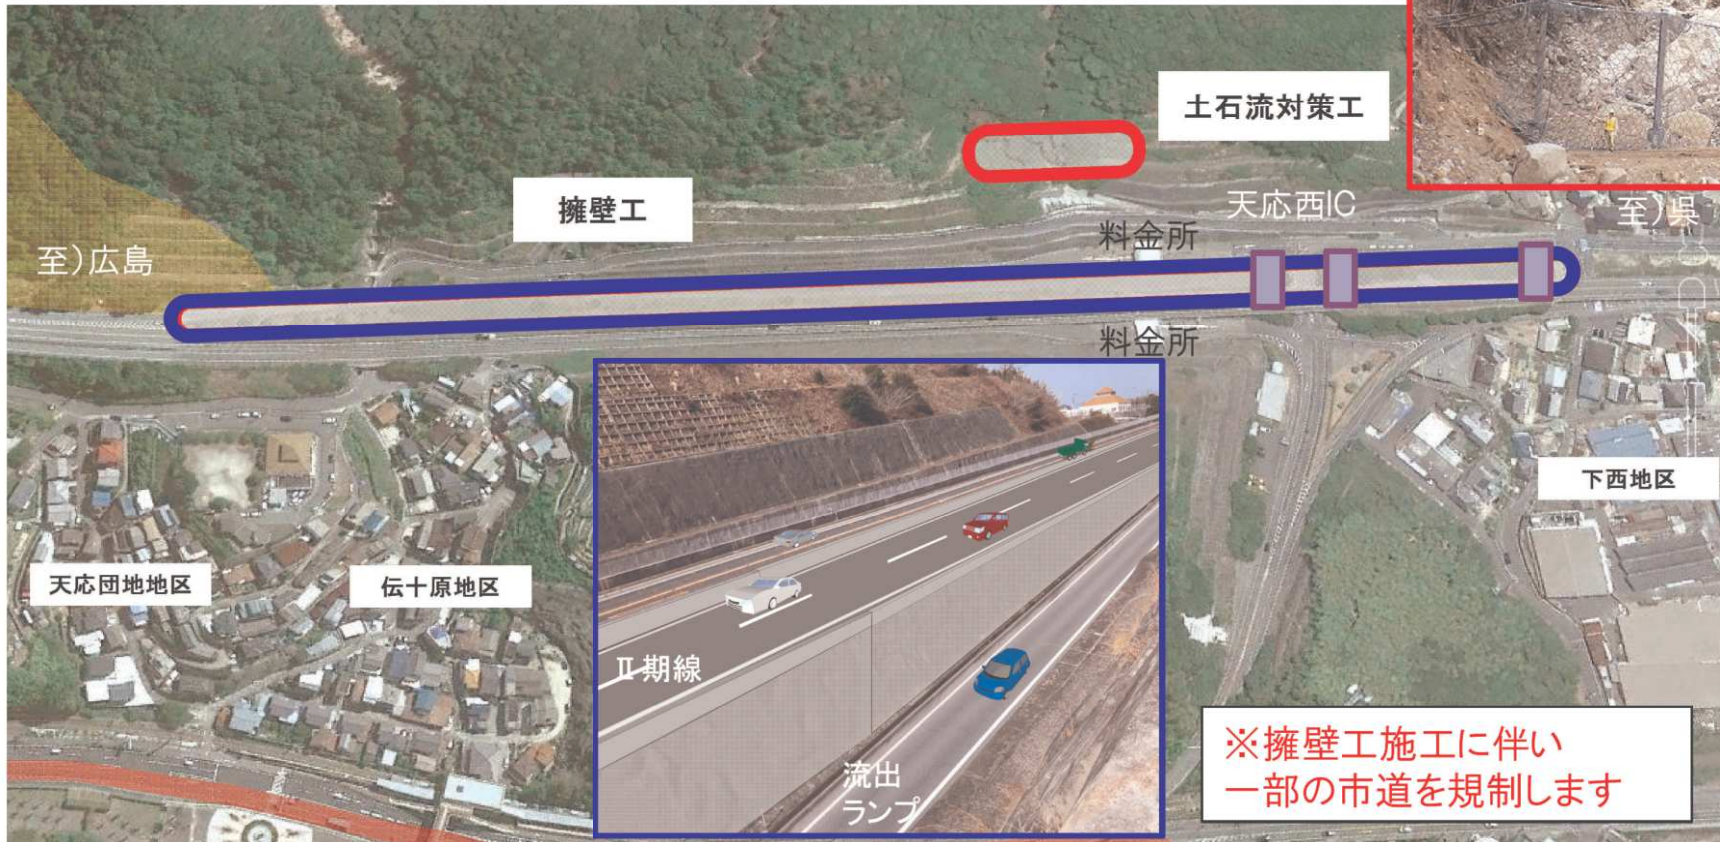 土石流対策工
擁壁工
天応西IC
至)呉
料金所
至)広島
料金所
下西地区
天応団地地区
伝十原地区
Ⅱ期線
流出
ランプ
※擁壁工施工に伴い
一部の市道を規制します